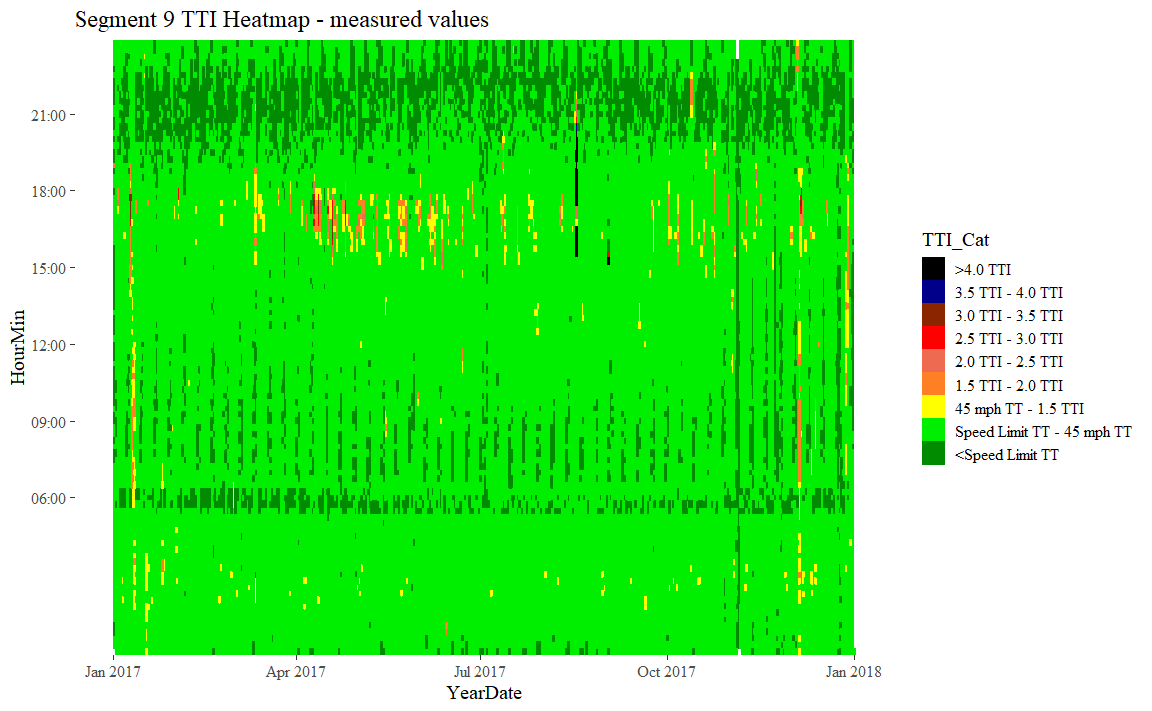 Segment 9 TTI Heatmap - measured values
21:00
18:00
15:00
12:00
09:00
06:00
HourMin
Jan 2017
Apr 2017
Jul 2017
Oct 2017
Jan 2018
YearDate
TTI_Cat
>4.0 TTI
3.5 TTI - 4.0 TTI
3.0 TTI - 3.5 TTI
2.5 TTI - 3.0 TTI
2.0 TTI - 2.5 TTI
1.5 TTI - 2.0 TTI
45 mph TT - 1.5 TTI
Speed Limit TT - 45 mph TT
<Speed Limit TT